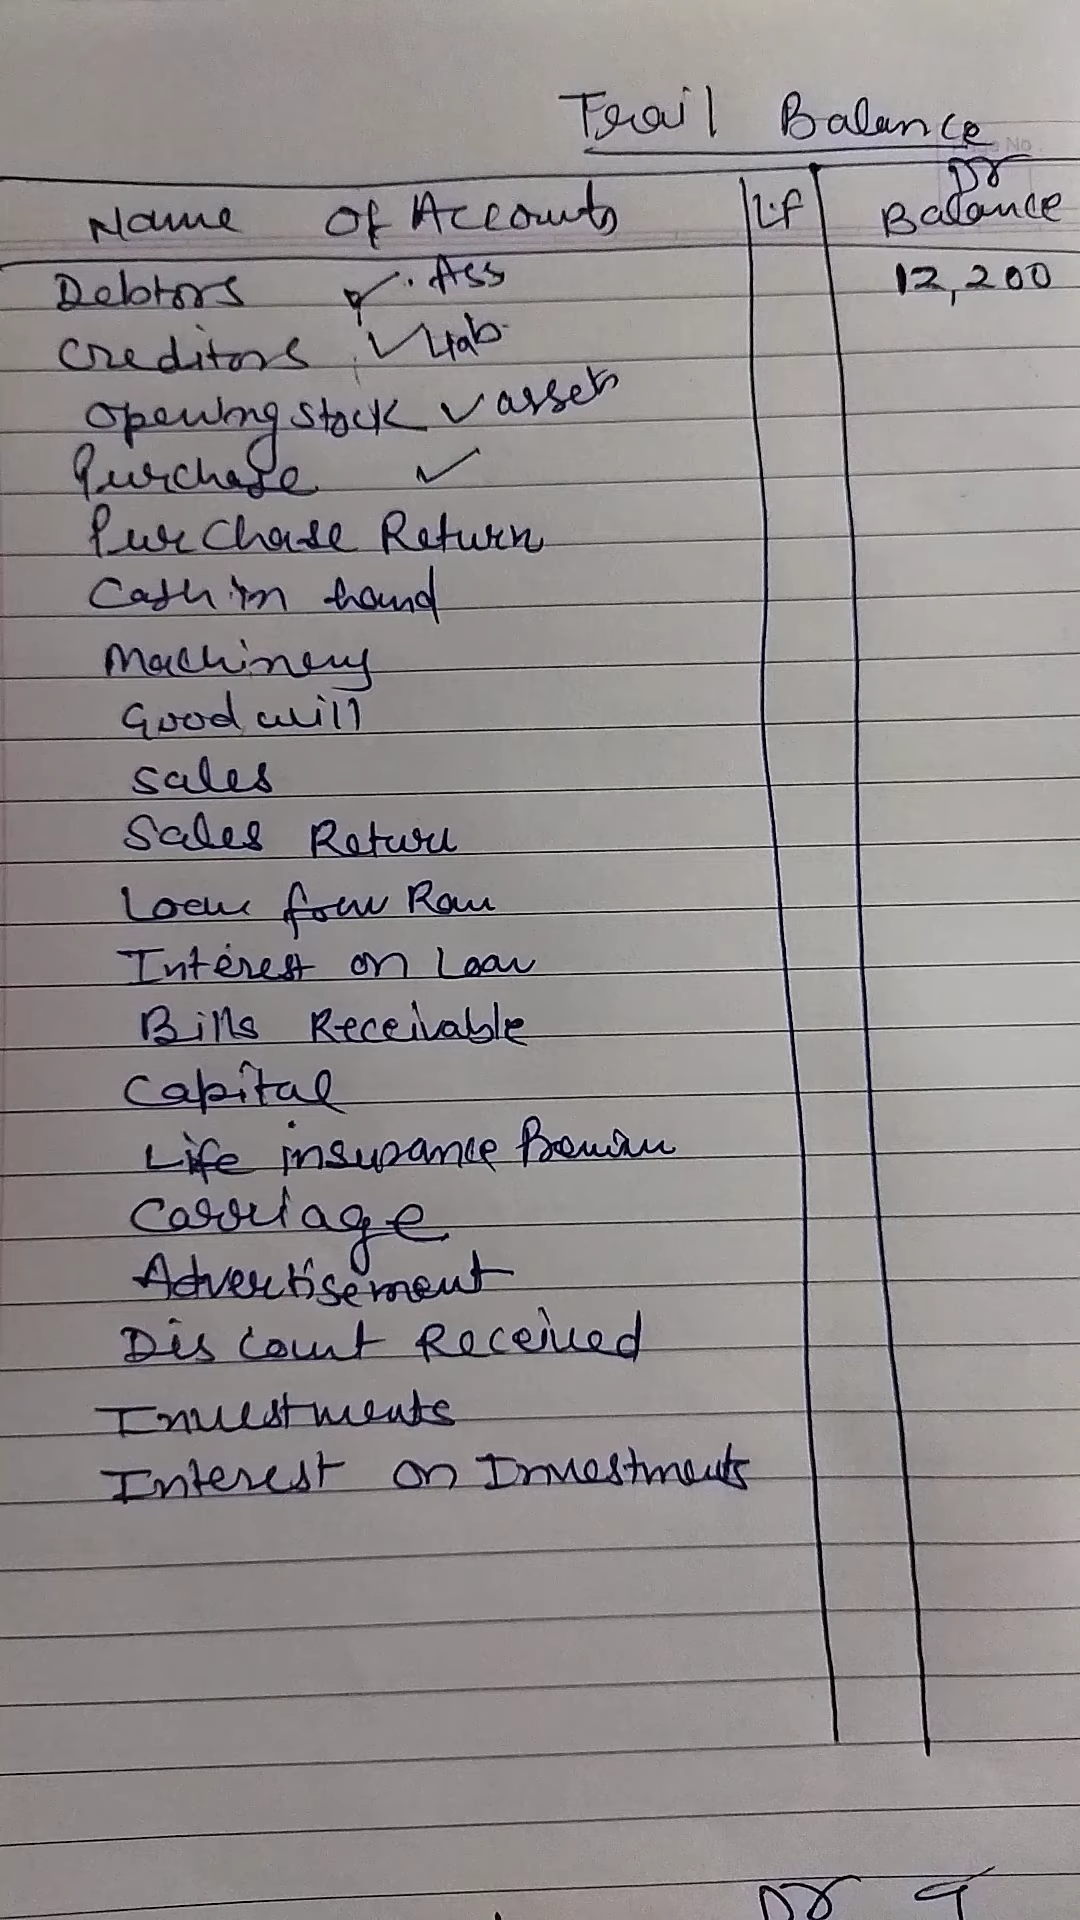 Trail Balance
Name Of Accounts L.F Dr Balance
Debtors . Ass 12,200
Creditors Liab.
Opening stock assets
Purchase
Purchase Return
Cash in hand
Machinery
Good will
Sales
Sales Return
Loan from Ram
Interest on Loan
Bills Receivable
Capital
Life insurance
Carriage
Advertisement
Discount Received
Investments
Interest on Investments
Dr